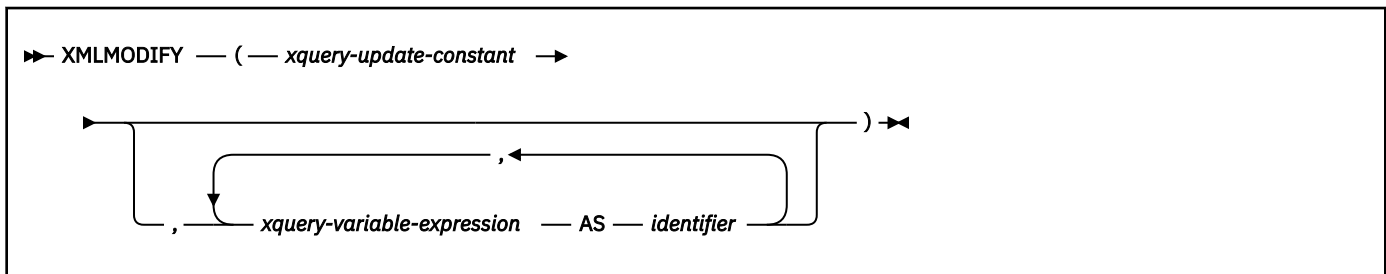 XMLMODIFY ( xquery-update-constant
)
,
, xquery-variable-expression AS identifier